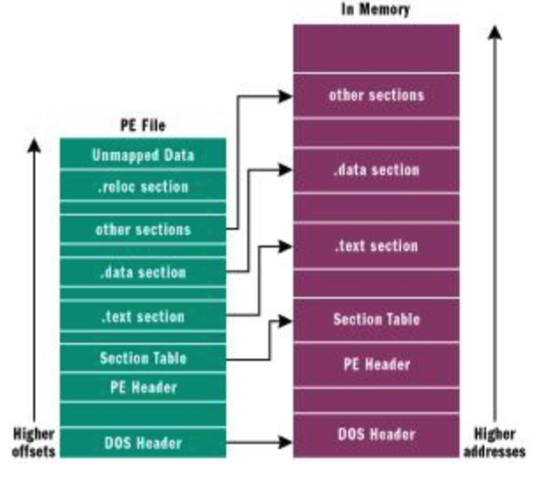 In Memory
PE File
Unmapped Data
.reloc section
other sections
.data section
.text section
Section Table
PE Header
DOS Header
Higher
offsets
other sections
.data section
.text section
Section Table
PE Header
DOS Header
Higher
addresses